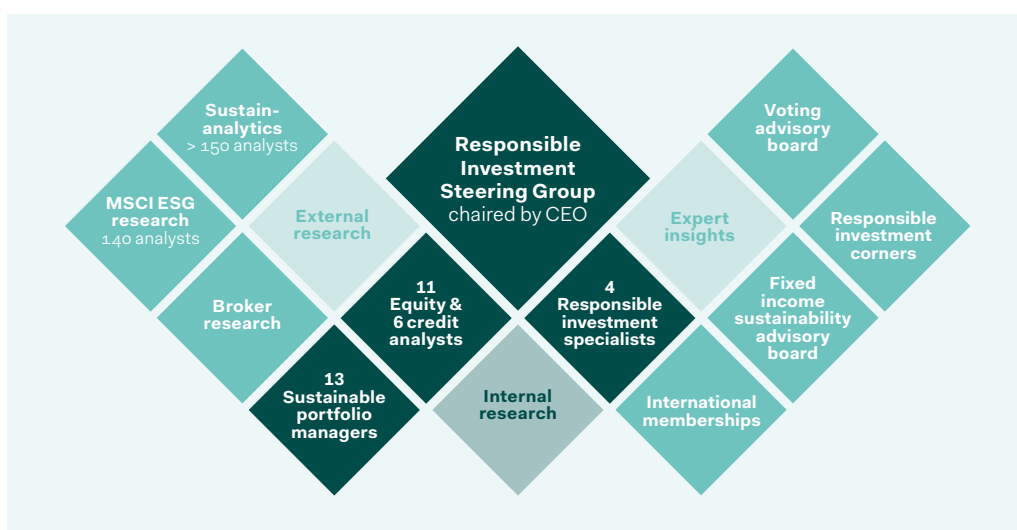 Sustain-
analytics
> 150 analysts
MSCI ESG
research
140 analysts
External
research
Broker
research
Responsible
Investment
Steering Group
chaired by CEO
11
Equity &
6 credit
analysts
4
Responsible
investment
specialists
13
Sustainable
portfolio
managers
Internal
research
Voting
advisory
board
Expert
insights
Responsible
investment
corners
Fixed
income
sustainability
advisory
board
International
memberships